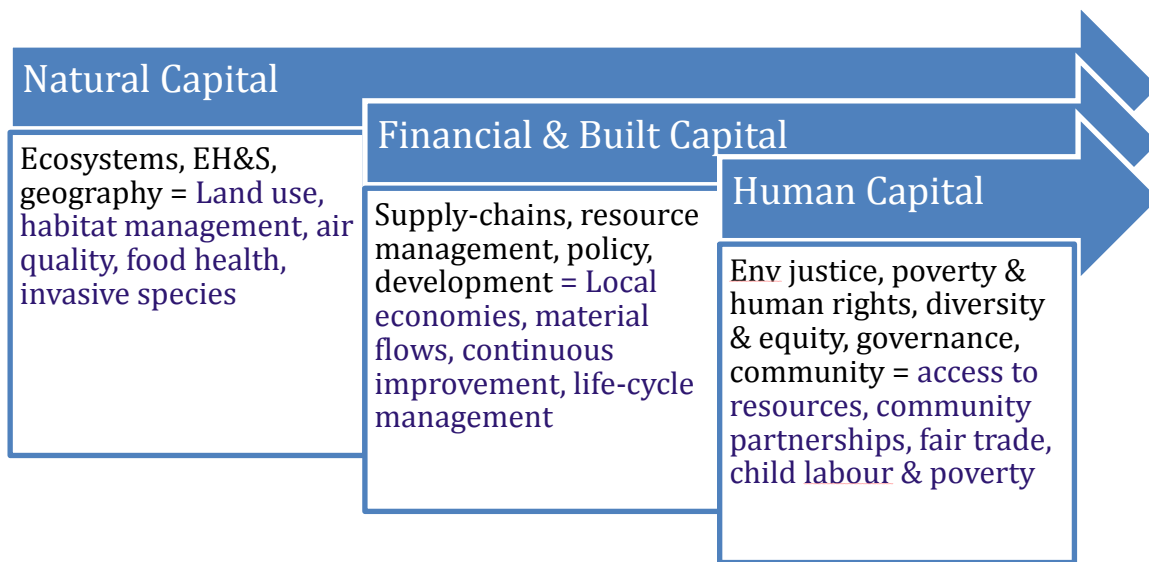 Natural Capital
Ecosystems, EH&S,
geography = Land use,
habitat management, air
quality, food health,
invasive species
Financial & Built Capital
Supply-chains, resource
management, policy,
development = Local
economies, material
flows, continuous
improvement, life-cycle
management
Human Capital
Env justice, poverty &
human rights, diversity
& equity, governance,
community = access to
resources, community
partnerships, fair trade,
child labour & poverty